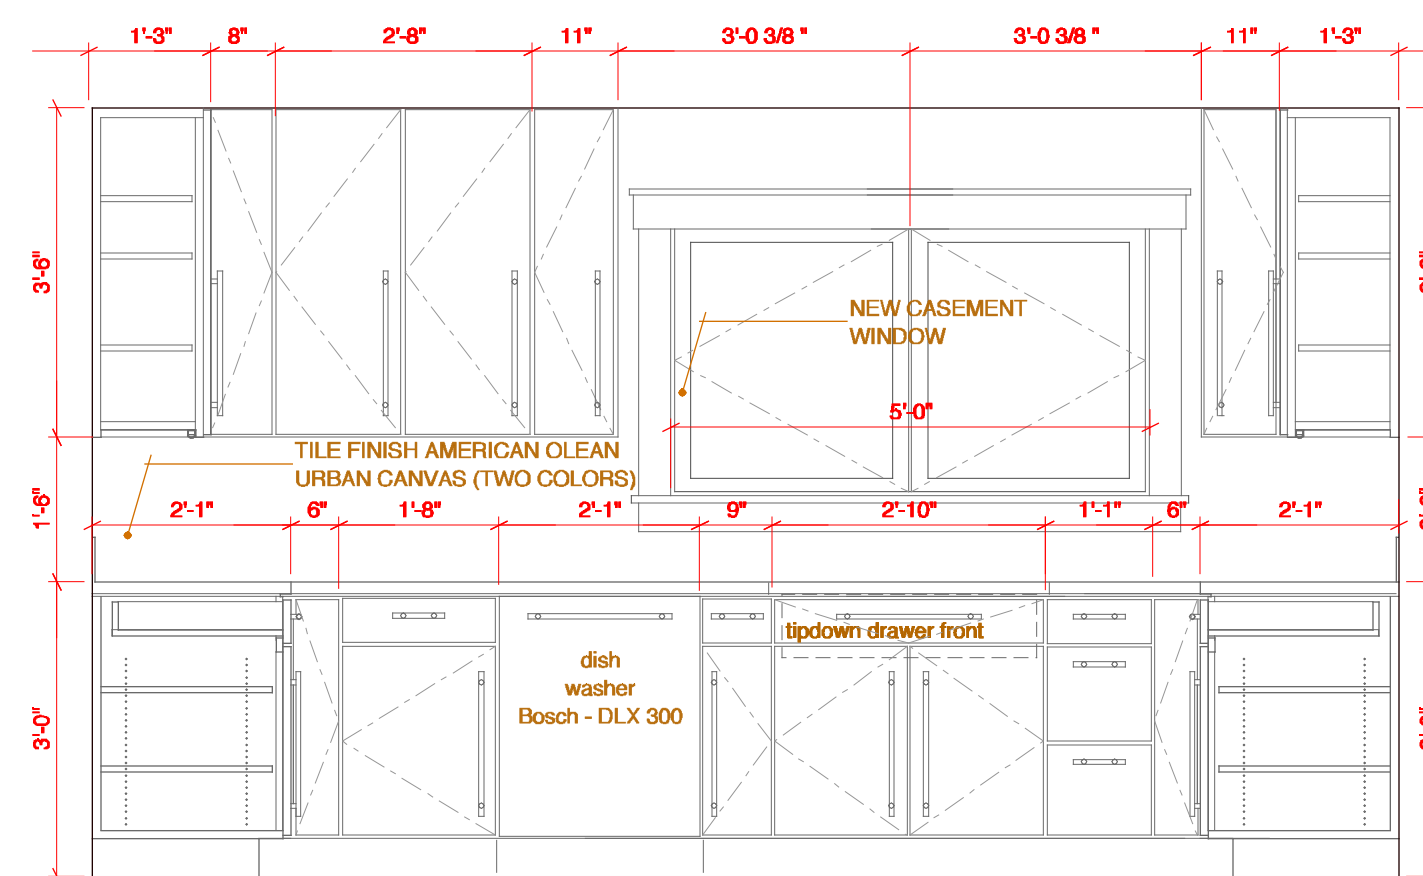 1'-3" 8" 2'-8" 11" 3'-0 3/8 " 3'-0 3/8 " 11" 1'-3"
3'-6"
NEW CASEMENT
WINDOW
5'-0"
TILE FINISH AMERICAN OLEAN
URBAN CANVAS (TWO COLORS)
1'-6"
2'-1" 6" 1'-8" 2'-1" 9" 2'-10" 1'-1" 6" 2'-1"
tipdown drawer front
dish
washer
Bosch - DLX 300
3'-0"